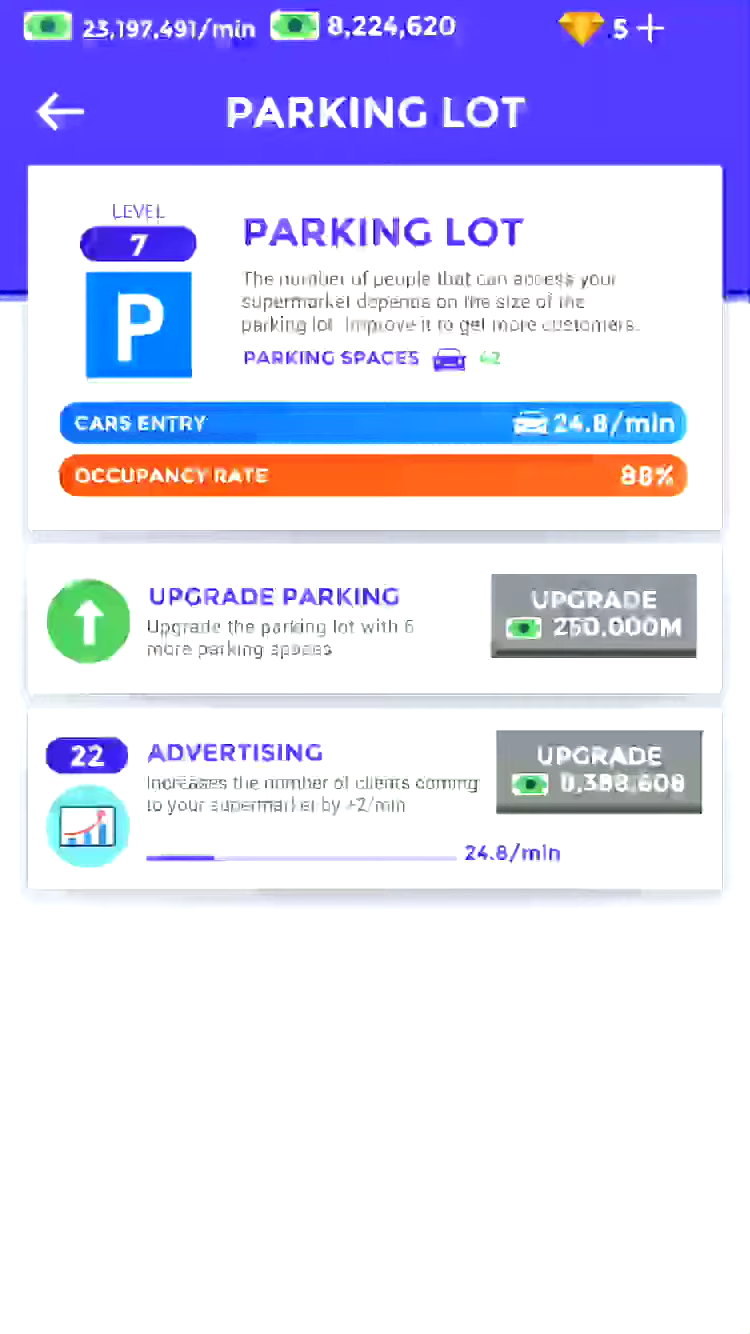 23,197,491/min 8,224,620 5 +
PARKING LOT
LEVEL
7
P
PARKING LOT
The number of people that can access your
supermarket depends on the size of the
parking lot. Improve it to get more customers.
PARKING SPACES 42
CARS ENTRY 24.8/min
OCCUPANCY RATE 88%
UPGRADE PARKING
Upgrade the parking lot with 6
more parking spaces
UPGRADE
250.000M
22
ADVERTISING
Increases the number of clients coming
to your supermarket by +2/min
UPGRADE
24.8/min